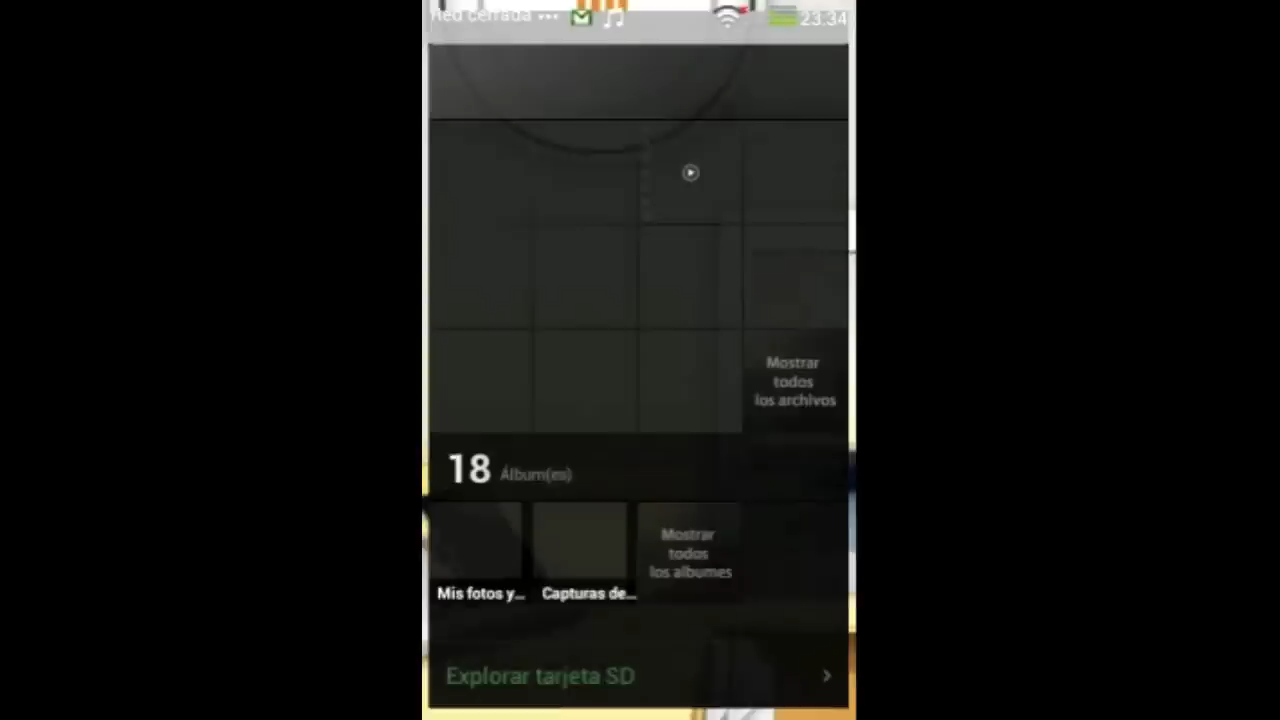 Red cerrada ••• 23.34
Mostrar
todos
los archivos
18 Álbum(es)
Mostrar
todos
los albumes
Mis fotos y... Capturas de...
Explorar tarjeta SD